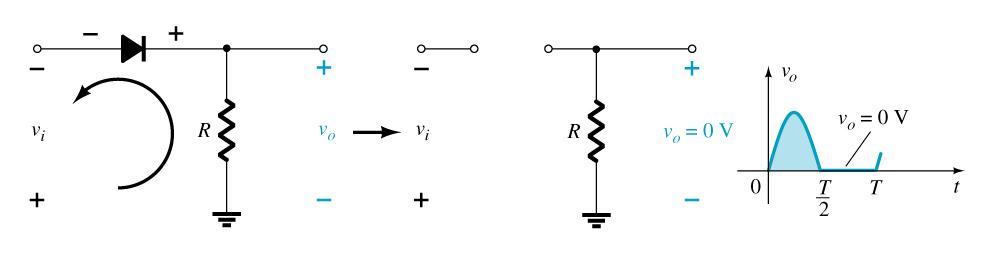 − +
− + −
v_i R v_o v_i
+ − +
+
R v_o = 0 V
−
v_o
v_o = 0 V
0 T/2 T t